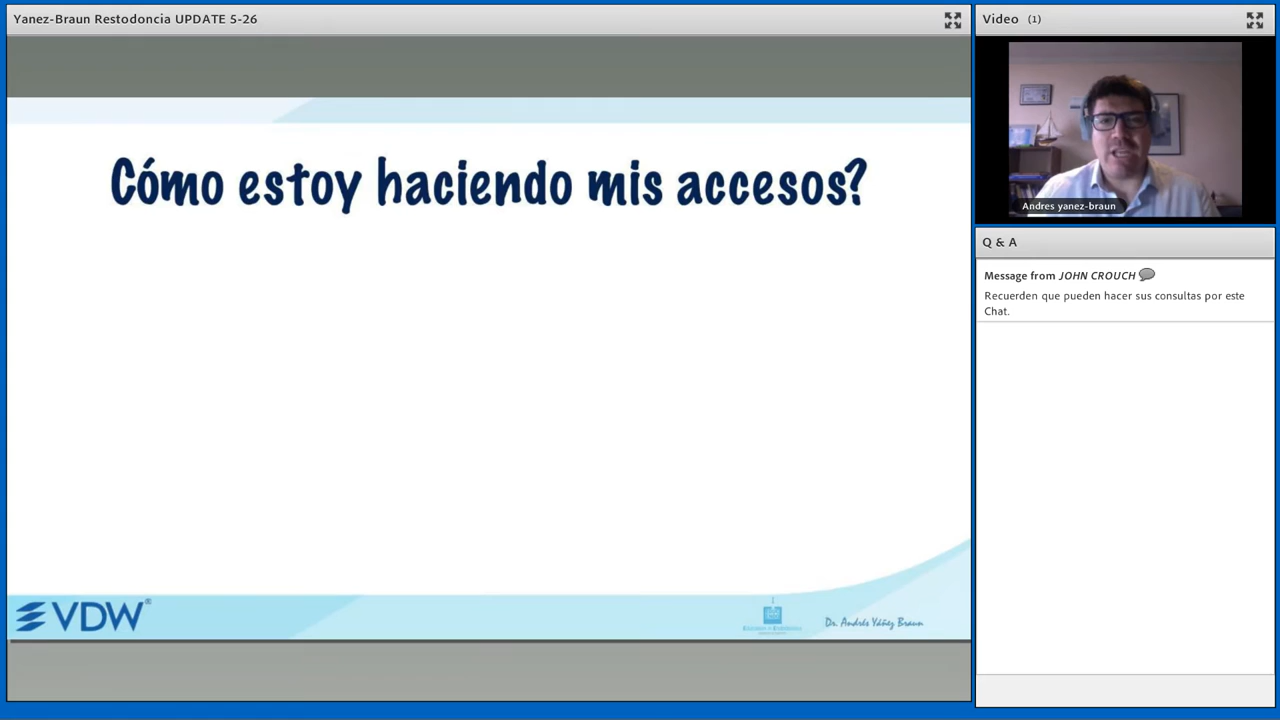 Yanez-Braun Restodoncia UPDATE 5-26
Video (1)
Cómo estoy haciendo mis accesos?
Andres yanez-braun
Q & A
Message from JOHN CROUCH
Recuerden que pueden hacer sus consultas por este
Chat.
VDW®
Dr. Andrés Yáñez Braun